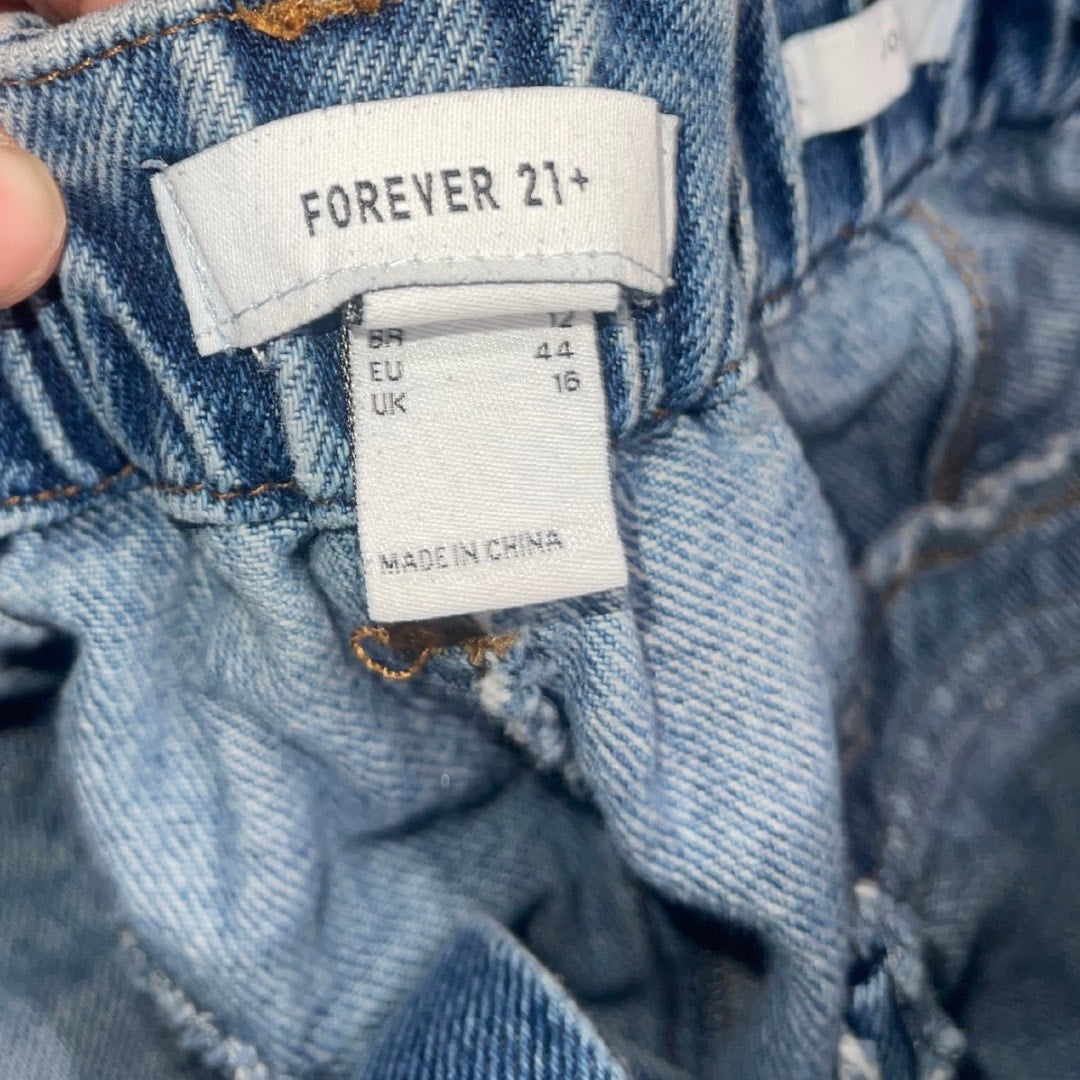 FOREVER 21+
BR 12
EU 44
UK 16
MADE IN CHINA